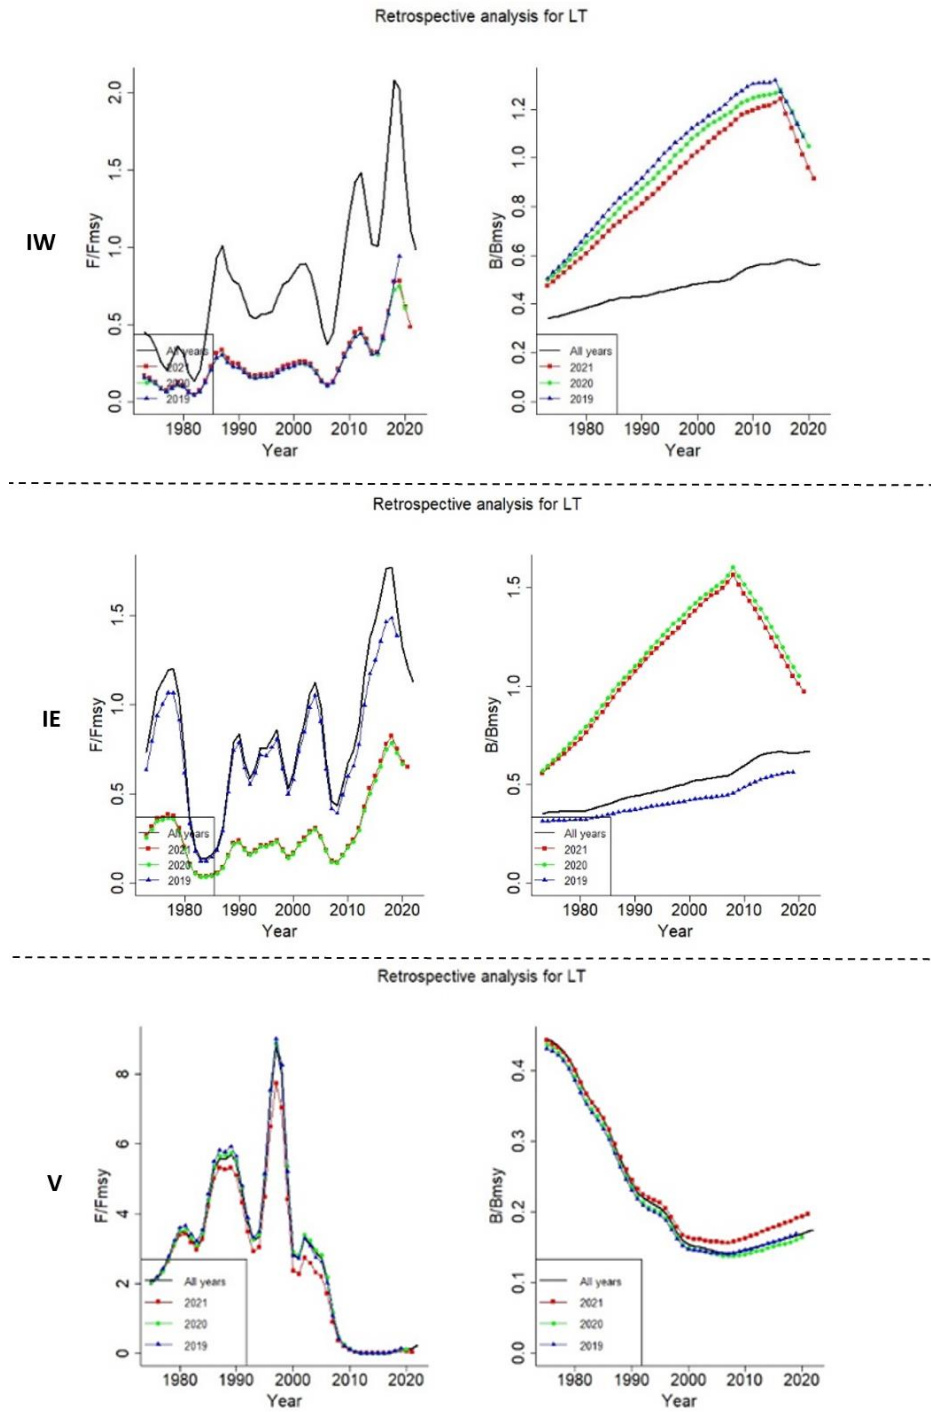 Retrospective analysis for LT
IW
F/Fmsy
2.0
1.5
1.0
0.5
0.0
All years
2021
2020
2019
1980 1990 2000 2010 2020
Year
B/Bmsy
1.2
1.0
0.8
0.6
0.4
0.2
0.0
All years
2021
2020
2019
1980 1990 2000 2010 2020
Year
Retrospective analysis for LT
IE
F/Fmsy
1.5
1.0
0.5
0.0
All years
2021
2020
2019
1980 1990 2000 2010 2020
Year
B/Bmsy
1.5
1.0
0.5
0.0
All years
2021
2020
2019
1980 1990 2000 2010 2020
Year
Retrospective analysis for LT
V
F/Fmsy
8
6
4
2
0
All years
2021
2020
2019
1980 1990 2000 2010 2020
Year
B/Bmsy
0.4
0.3
0.2
0.1
0.0
All years
2021
2020
2019
1980 1990 2000 2010 2020
Year